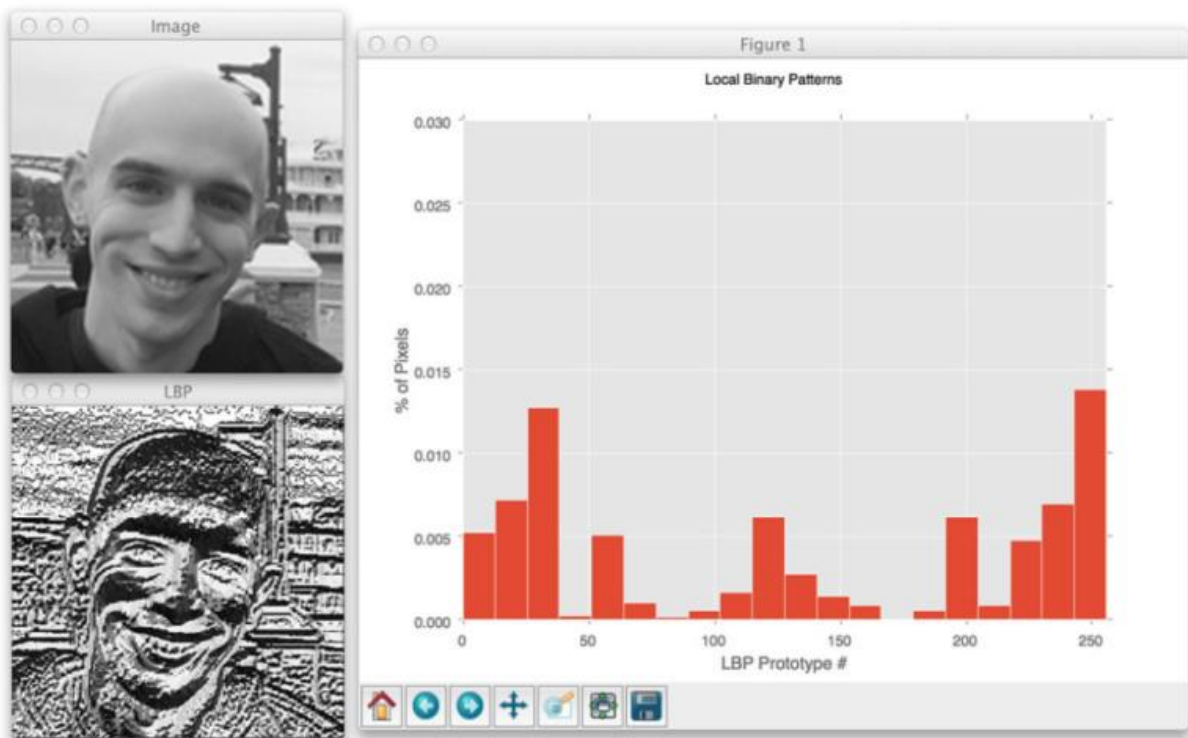 Image
LBP
Figure 1
Local Binary Patterns
0.030
0.025
0.020
0.015
0.010
0.005
0.000
% of Pixels
0 50 100 150 200 250
LBP Prototype #